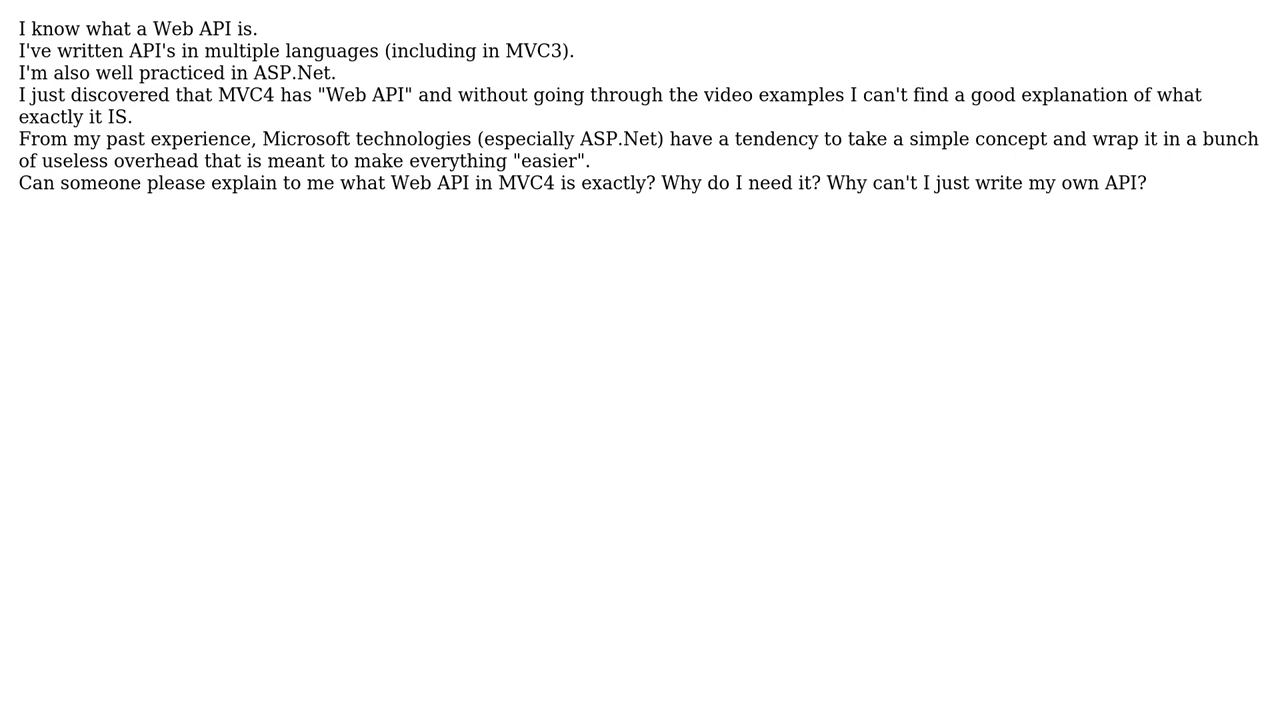 I know what a Web API is.
I've written API's in multiple languages (including in MVC3).
I'm also well practiced in ASP.Net.
I just discovered that MVC4 has "Web API" and without going through the video examples I can't find a good explanation of what
exactly it IS.
From my past experience, Microsoft technologies (especially ASP.Net) have a tendency to take a simple concept and wrap it in a bunch
of useless overhead that is meant to make everything "easier".
Can someone please explain to me what Web API in MVC4 is exactly? Why do I need it? Why can't I just write my own API?